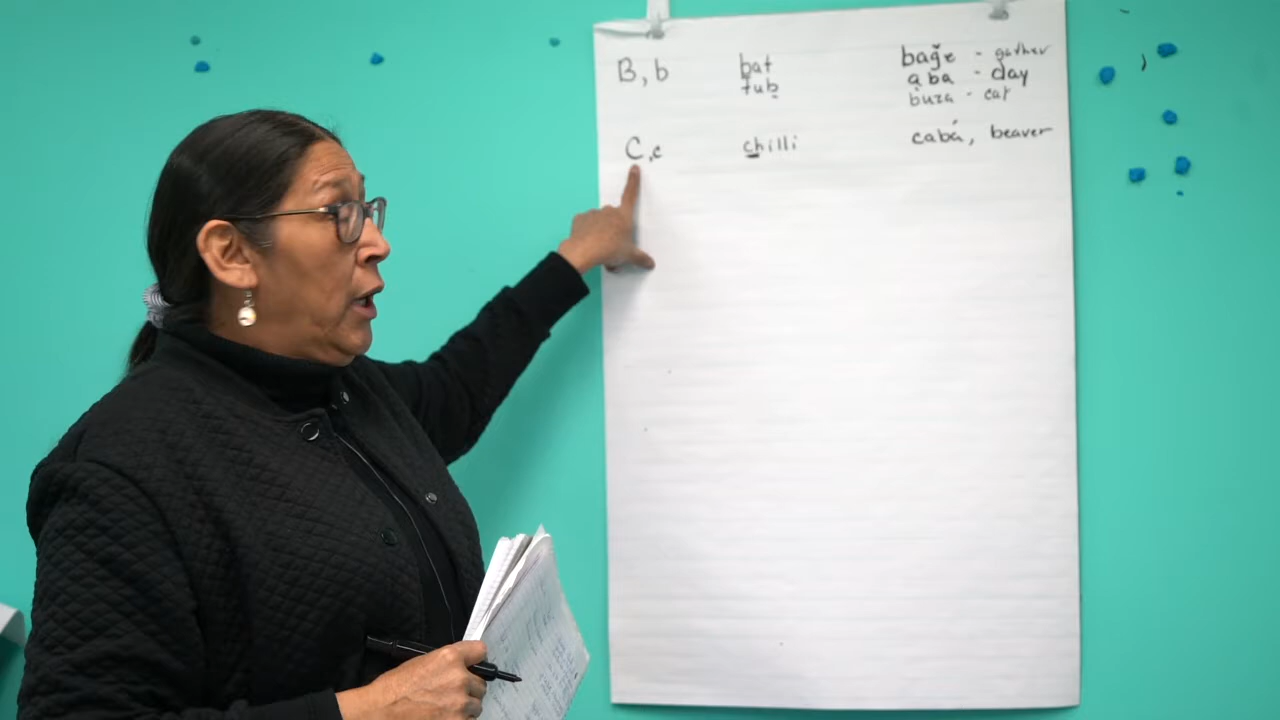 B, b bat baǧe - gather
tub aba - day
buza - cat
C, c chilli cabá, beaver